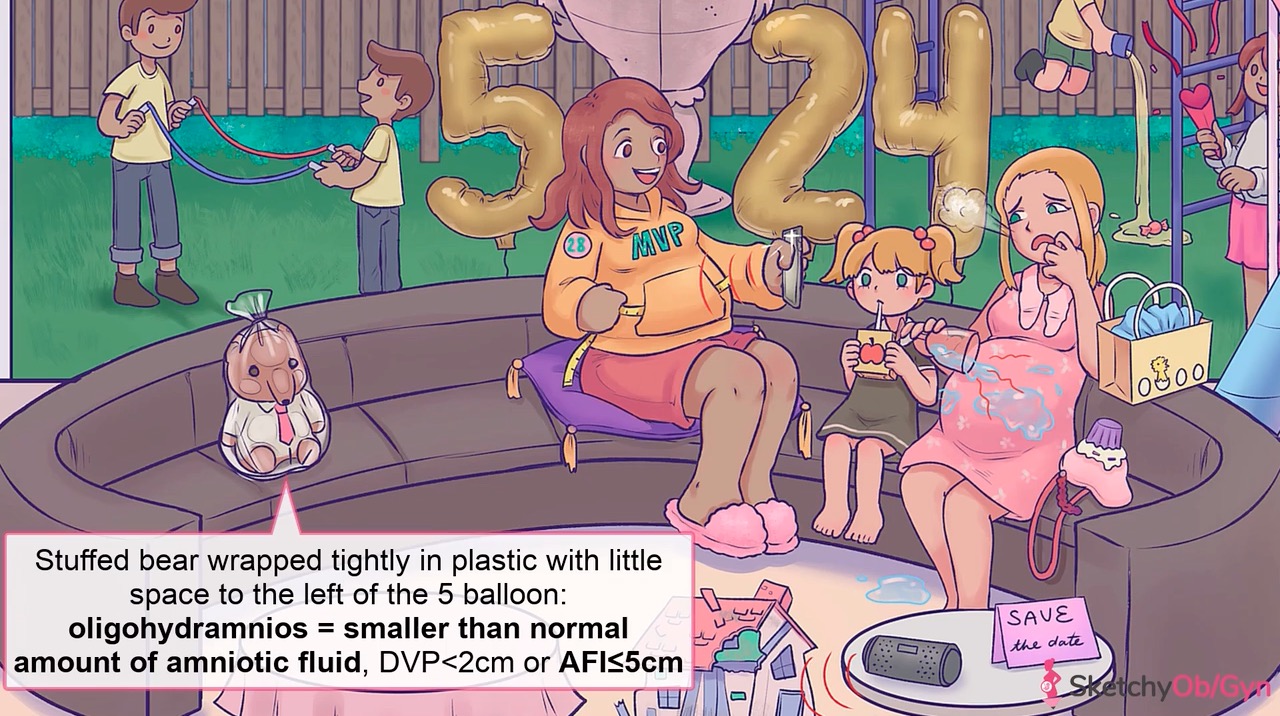 5 24
28
MVP
Stuffed bear wrapped tightly in plastic with little
space to the left of the 5 balloon:
oligohydramnios = smaller than normal
amount of amniotic fluid, DVP<2cm or AFI≤5cm
SAVE
the date
SketchyOb/Gyn